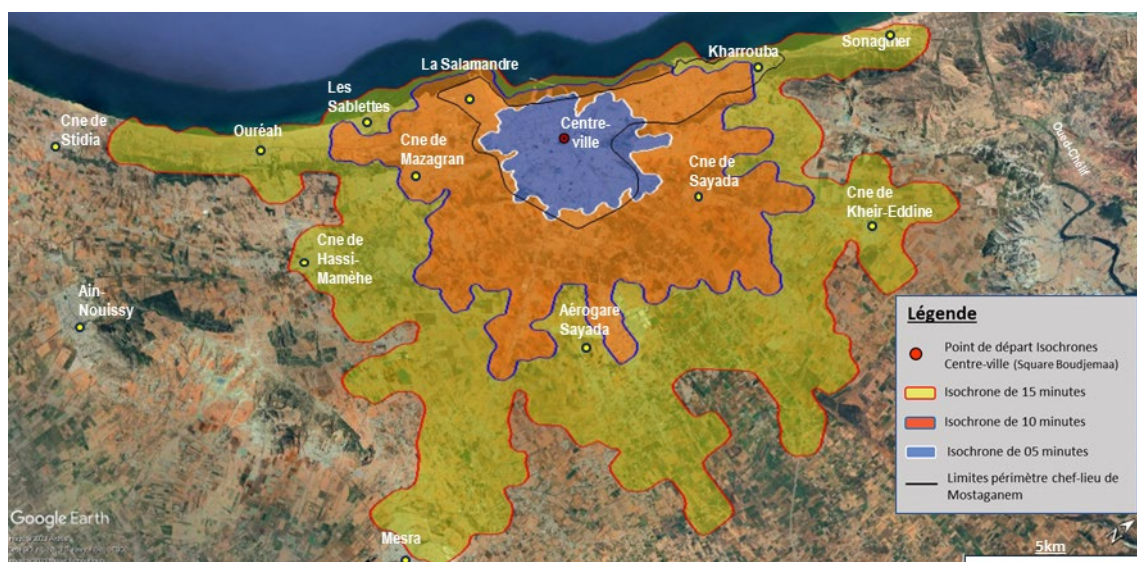 Sonagther
Kharrouba
La Salamandre
Les
Sablettes
Cne de
Stidia
Ouréah
Centre-
ville
Cne de
Mazagran
Cne de
Sayada
Oued-Chélif
Cne de
Kheir-Eddine
Cne de
Hassi-
Mamèhe
Ain-
Nouissy
Aérogare
Sayada
Mesra
Légende
Point de départ Isochrones
Centre-ville (Square Boudjemaa)
Isochrone de 15 minutes
Isochrone de 10 minutes
Isochrone de 05 minutes
Limites périmètre chef-lieu de
Mostaganem
Google Earth
5km